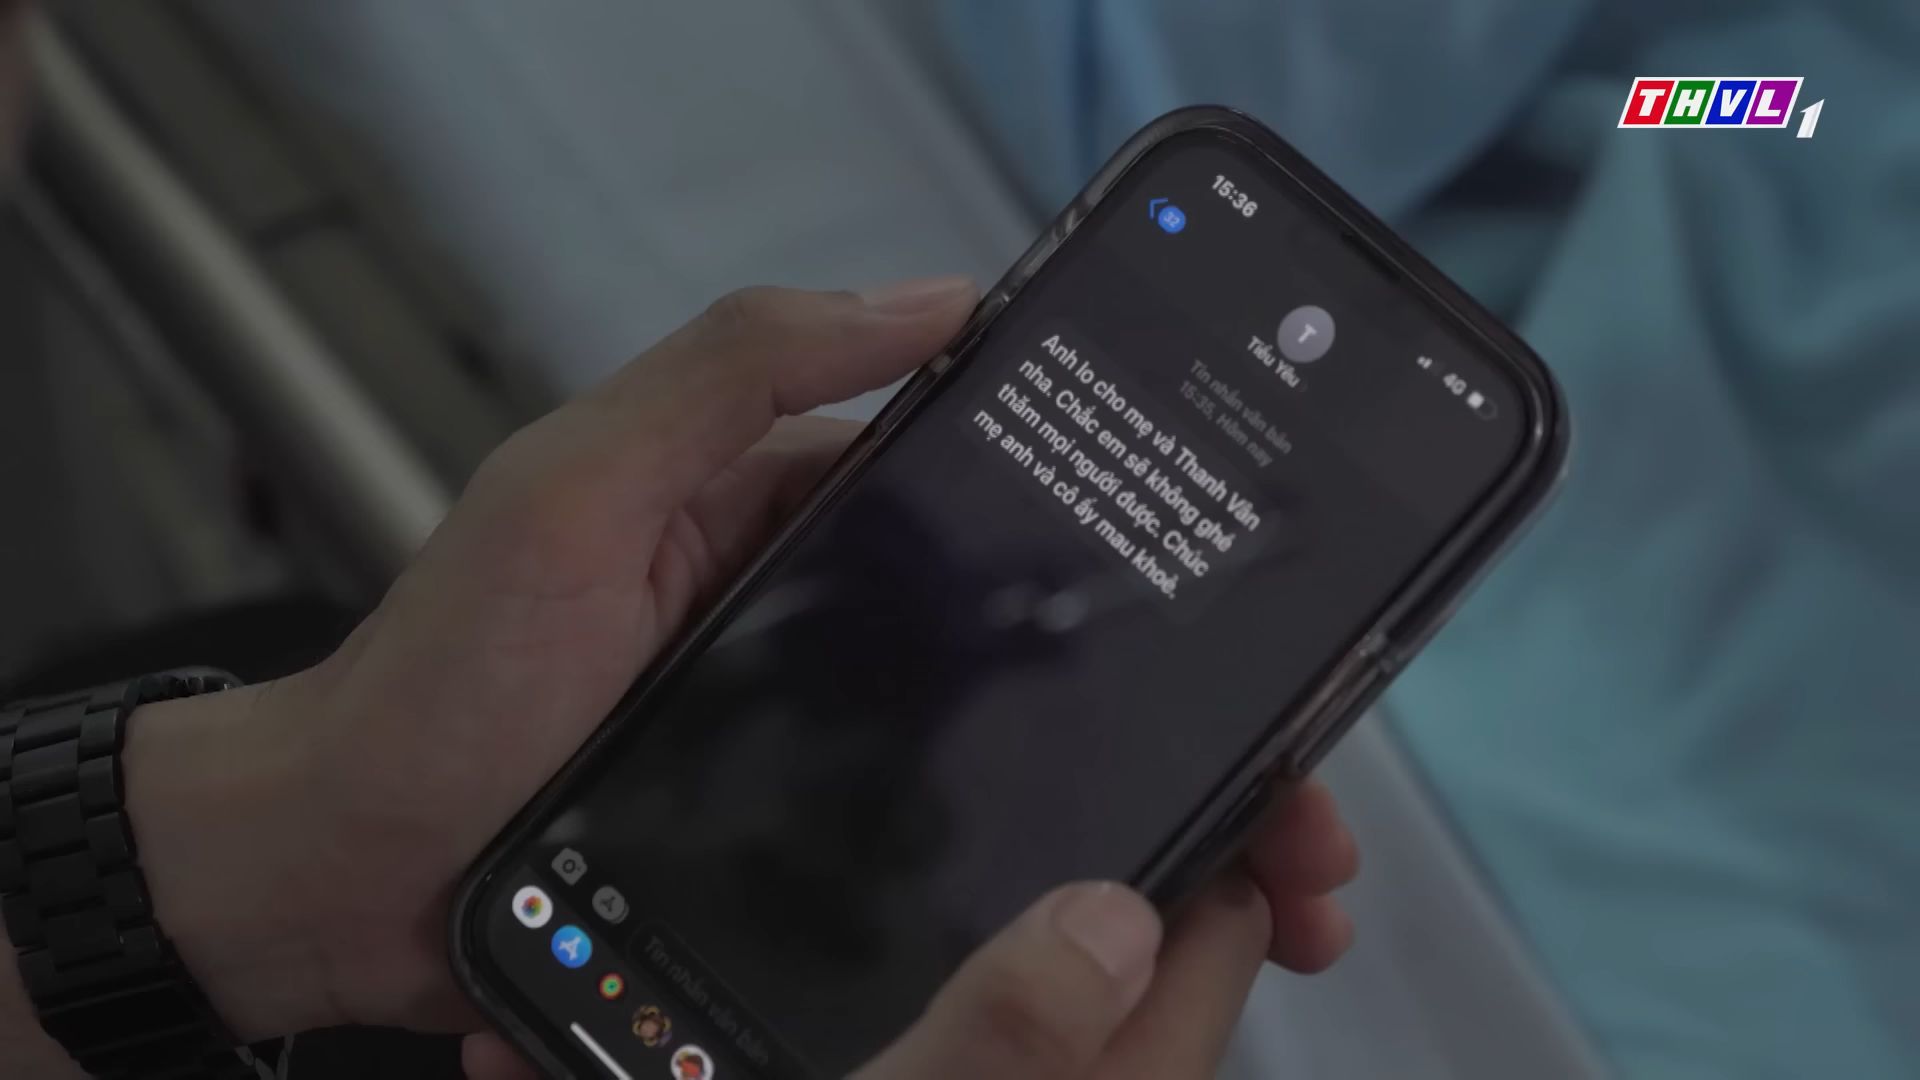 THVL1
15:36
32
4G
T
Tiểu Yêu
Tin nhắn văn bản
15:35, Hôm nay
Anh lo cho mẹ và Thanh Vân
nha. Chắc em sẽ không ghé
thăm mọi người được. Chúc
mẹ anh và cô ấy mau khoẻ.
Tin nhắn văn bản